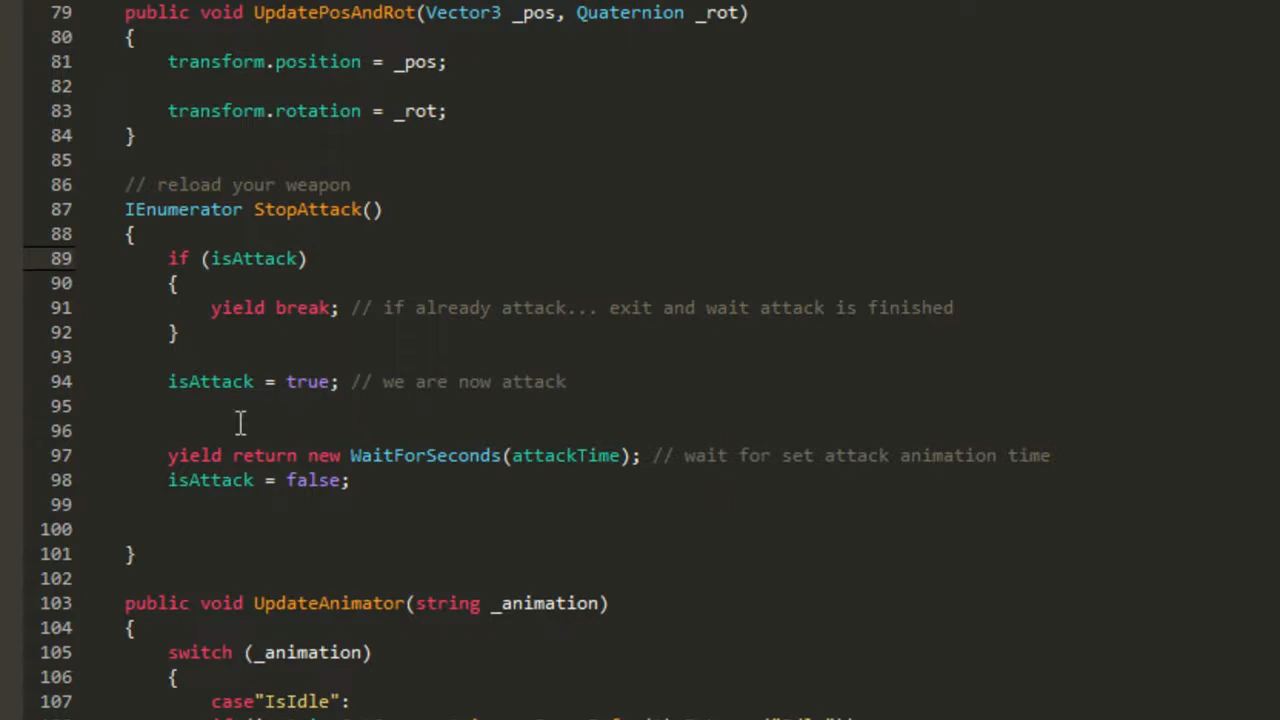 79 public void UpdatePosAndRot(Vector3 _pos, Quaternion _rot)
80 {
81 transform.position = _pos;
82
83 transform.rotation = _rot;
84 }
85
86 // reload your weapon
87 IEnumerator StopAttack()
88 {
89 if (isAttack)
90 {
91 yield break; // if already attack... exit and wait attack is finished
92 }
93
94 isAttack = true; // we are now attack
95
96
97 yield return new WaitForSeconds(attackTime); // wait for set attack animation time
98 isAttack = false;
99
100
101 }
102
103 public void UpdateAnimator(string _animation)
104 {
105 switch (_animation)
106 {
107 case"IsIdle":